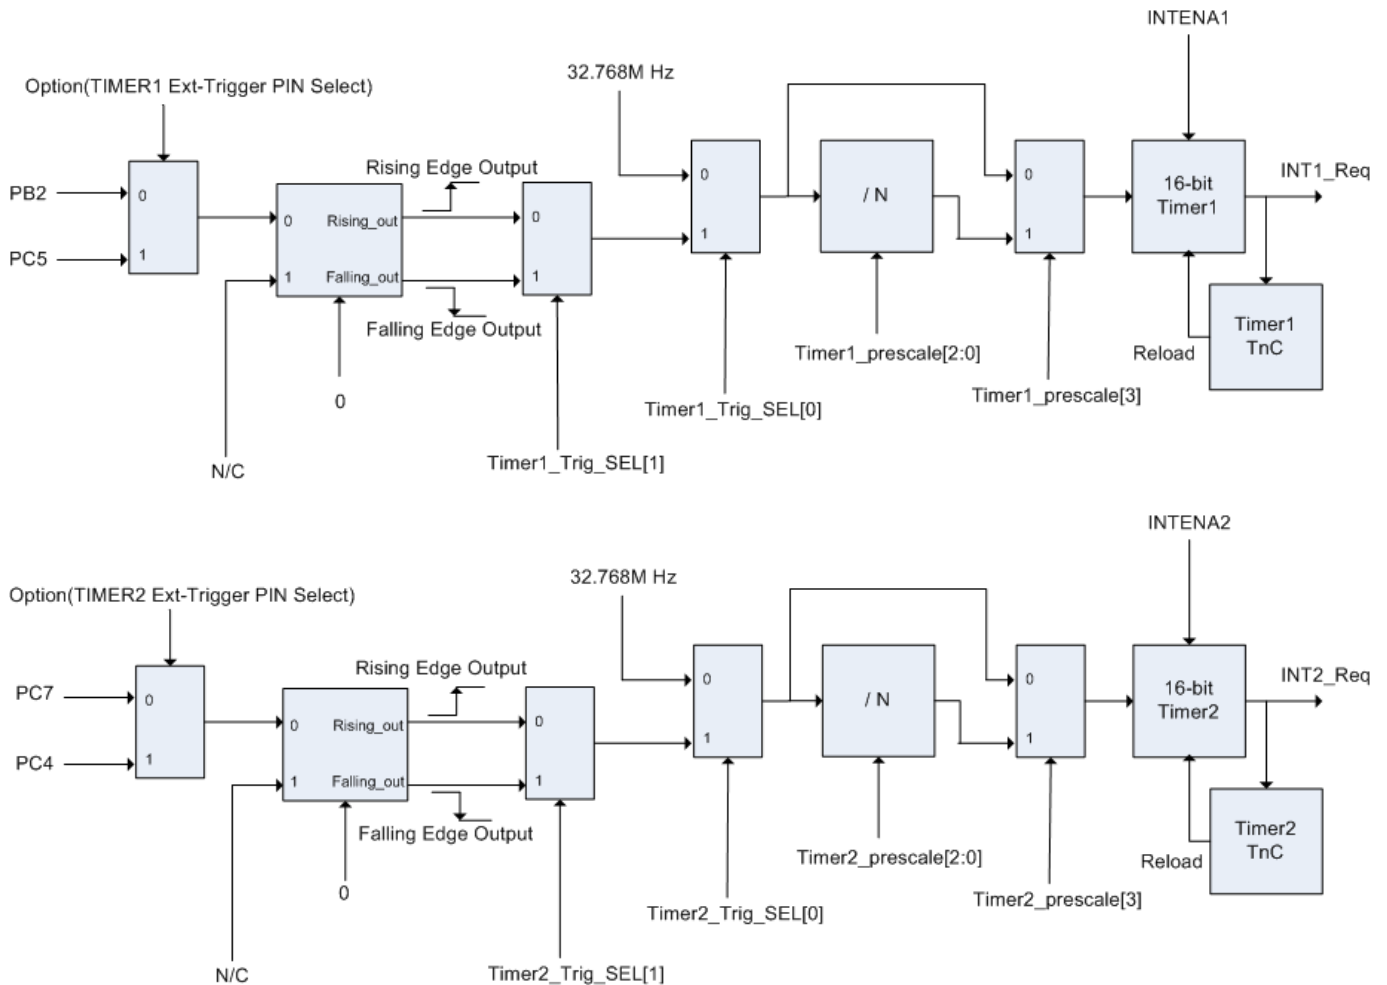 INTENA1
32.768M Hz
Option(TIMER1 Ext-Trigger PIN Select)
Rising Edge Output
PB2
0
PC5
1
0
Rising_out
1
Falling_out
0
1
0
1
/ N
0
1
16-bit
Timer1
INT1_Req
Falling Edge Output
Timer1
TnC
Reload
Timer1_prescale[2:0]
Timer1_prescale[3]
0
Timer1_Trig_SEL[0]
N/C
Timer1_Trig_SEL[1]
INTENA2
32.768M Hz
Option(TIMER2 Ext-Trigger PIN Select)
Rising Edge Output
PC7
0
PC4
1
0
Rising_out
1
Falling_out
0
1
0
1
/ N
0
1
16-bit
Timer2
INT2_Req
Falling Edge Output
Timer2
TnC
Reload
Timer2_prescale[2:0]
Timer2_prescale[3]
0
Timer2_Trig_SEL[0]
N/C
Timer2_Trig_SEL[1]